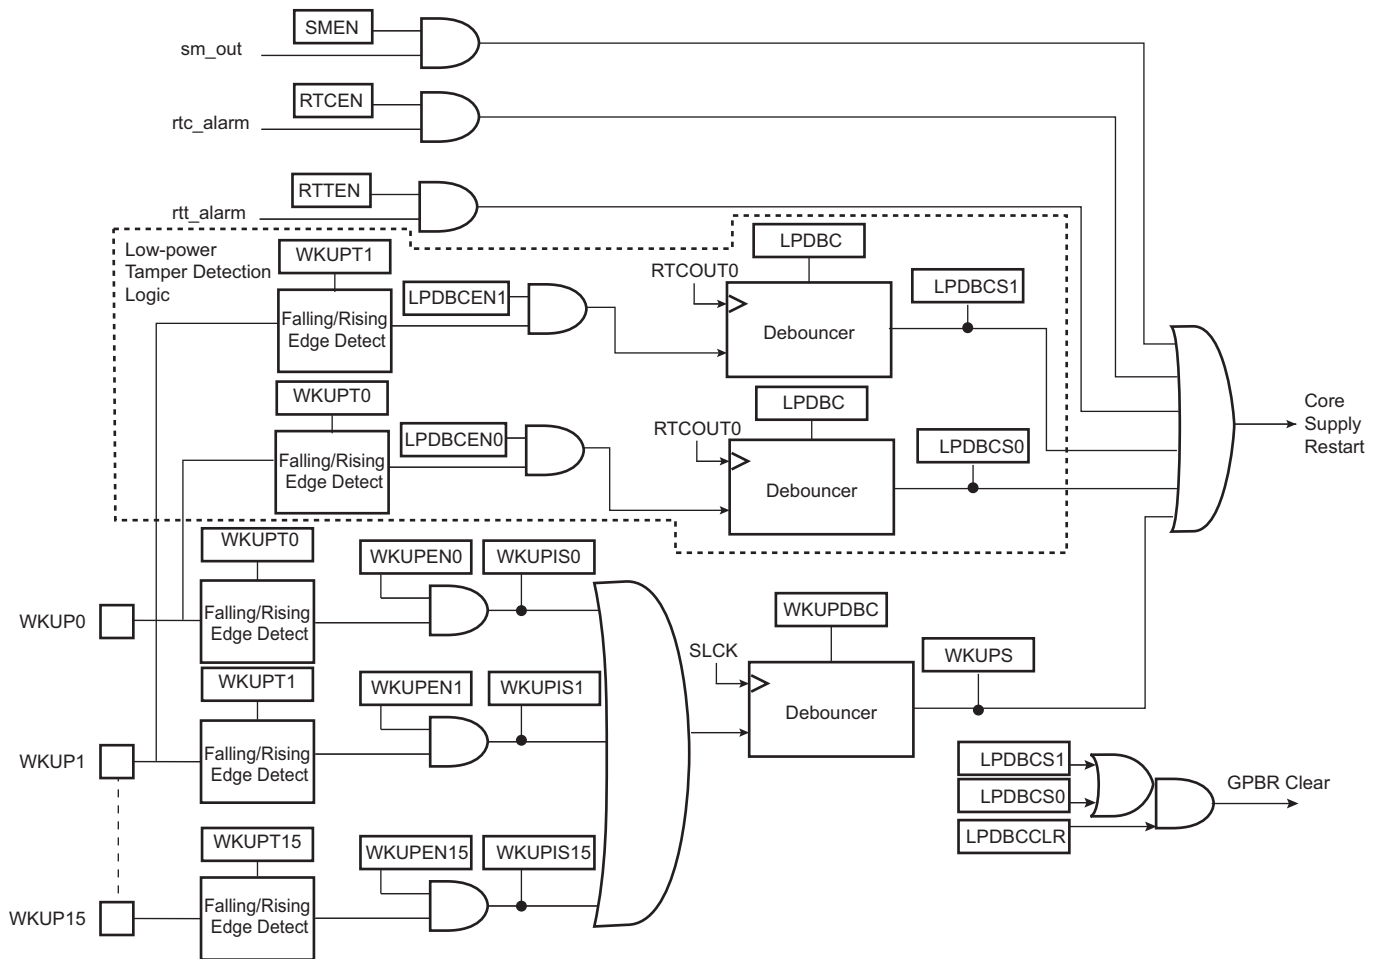 SMEN
sm_out
RTCEN
rtc_alarm
RTTEN
rtt_alarm
Low-power
Tamper Detection
Logic
WKUPT1
Falling/Rising
Edge Detect
LPDBCEN1
RTCOUT0
LPDBC
Debouncer
LPDBCS1
WKUPT0
Falling/Rising
Edge Detect
LPDBCEN0
RTCOUT0
LPDBC
Debouncer
LPDBCS0
Core
Supply
Restart
WKUPT0
WKUP0
Falling/Rising
Edge Detect
WKUPEN0
WKUPIS0
WKUPT1
WKUP1
Falling/Rising
Edge Detect
WKUPEN1
WKUPIS1
SLCK
WKUPDBC
Debouncer
WKUPS
WKUPT15
WKUP15
Falling/Rising
Edge Detect
WKUPEN15
WKUPIS15
LPDBCS1
LPDBCS0
LPDBCCLR
GPBR Clear